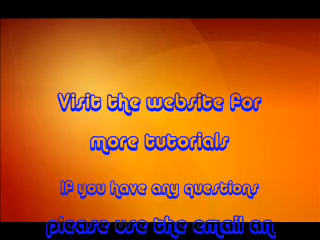 Visit the website for
more tutorials
If you have any questions
please use the email an